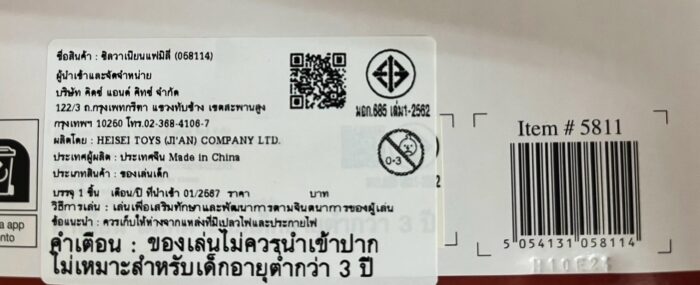 ชื่อสินค้า : ซิลวาเนียนแฟมิลี่ (058114)
ผู้นำเข้าและจัดจำหน่าย
บริษัท คิดซ์ แอนด์ คิทซ์ จำกัด
122/3 ถ.กรุงเทพกรีฑา แขวงทับช้าง เขตสะพานสูง
กรุงเทพฯ 10260 โทร.02-368-4106-7
ผลิตโดย : HEISEI TOYS (JI'AN) COMPANY LTD.
ประเทศผู้ผลิต : ประเทศจีน Made in China
ประเภทสินค้า : ของเล่นเด็ก
บรรจุ 1 ชิ้น เดือน/ปี ที่นำเข้า 01/2567 ราคา บาท
วิธีการเล่น : เล่นเพื่อเสริมทักษะและพัฒนาการตามจินตนาการของผู้เล่น
ข้อแนะนำ : ควรเก็บให้ห่างจากแหล่งที่มีเปลวไฟและประกายไฟ
คำเตือน : ของเล่นไม่ควรนำเข้าปาก
ไม่เหมาะสำหรับเด็กอายุต่ำกว่า 3 ปี
มอก.685 เล่ม1-2562
0-3
Item # 5811
5 054131 058114
a app
nto